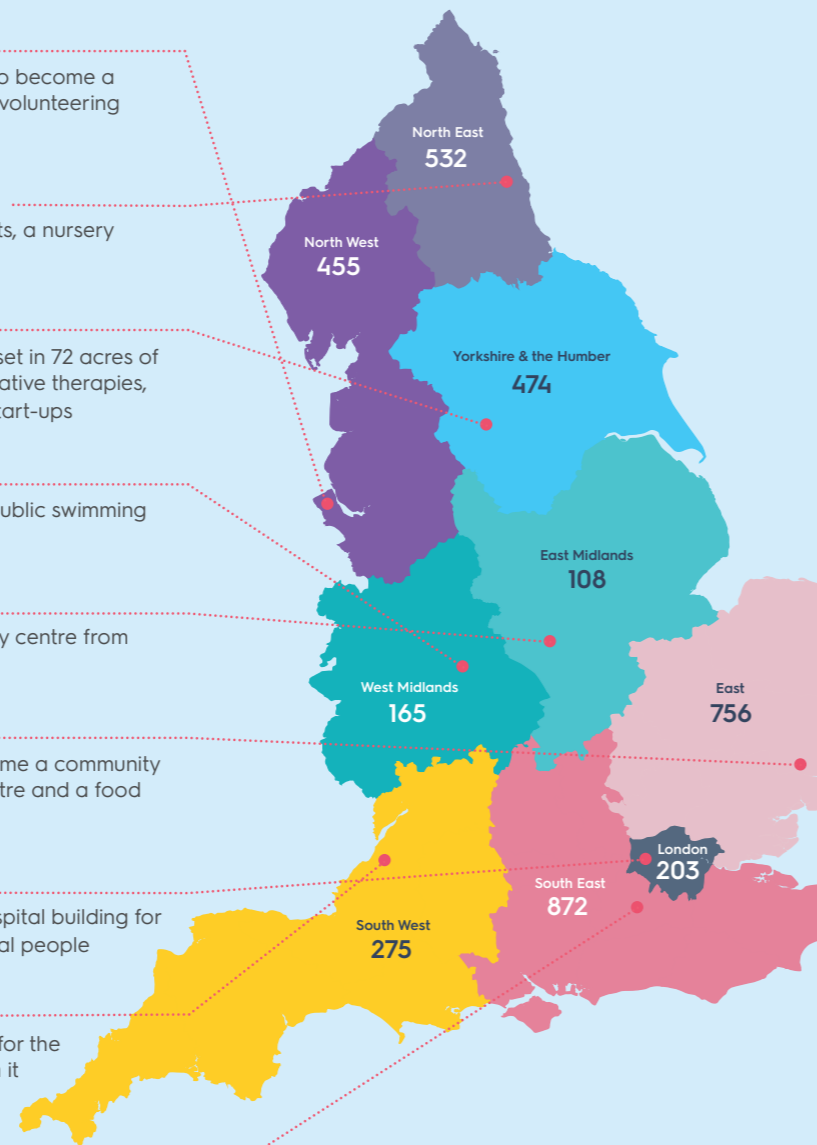 o become a
volunteering
ts, a nursery
set in 72 acres of
ative therapies,
tart-ups
ublic swimming
y centre from
me a community
tre and a food
spital building for
al people
for the
it
North East
532
North West
455
Yorkshire & the Humber
474
East Midlands
108
West Midlands
165
East
756
London
203
South East
872
South West
275